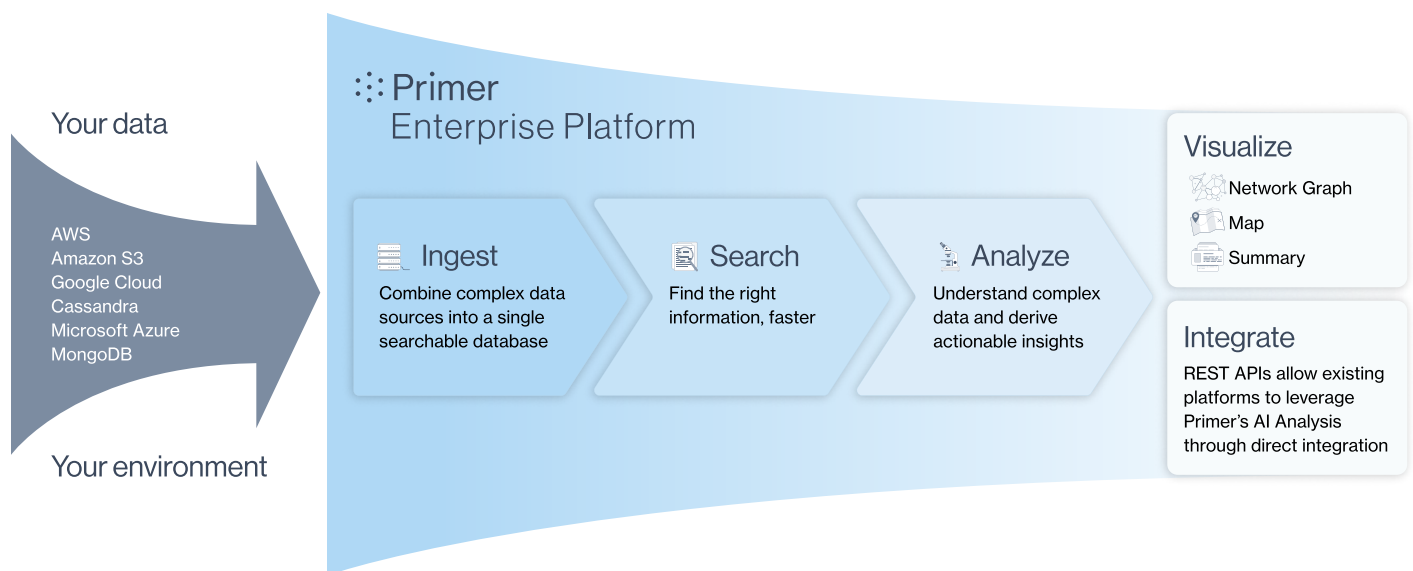 Your data
AWS
Amazon S3
Google Cloud
Cassandra
Microsoft Azure
MongoDB
Your environment
Primer
Enterprise Platform
Ingest
Combine complex data
sources into a single
searchable database
Search
Find the right
information, faster
Analyze
Understand complex
data and derive
actionable insights
Visualize
Network Graph
Map
Summary
Integrate
REST APIs allow existing
platforms to leverage
Primer’s AI Analysis
through direct integration